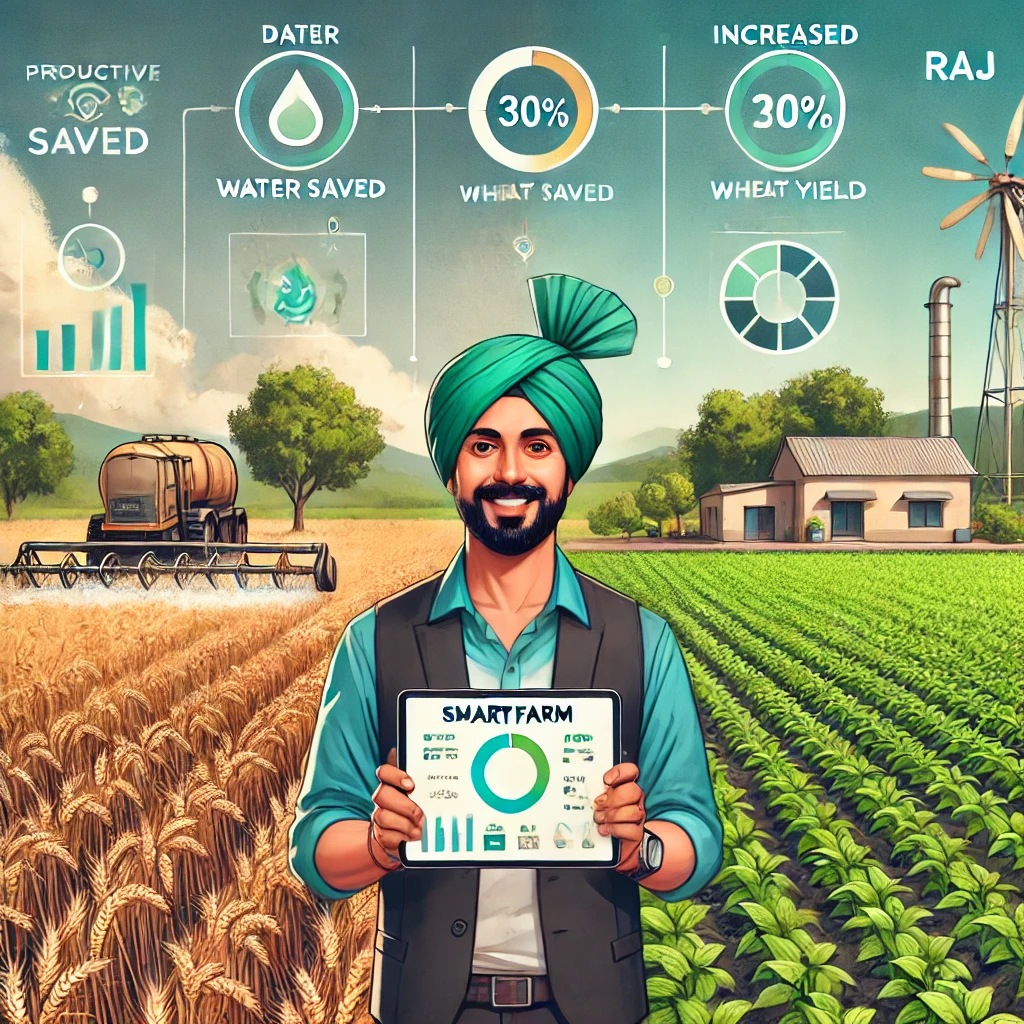 DATER
INCREASED
PROUCTIVE
SAVED
RAJ
30%
30%
WATER SAVED
WHEAT SAVED
WHEAT YIELD
SMARTFARM